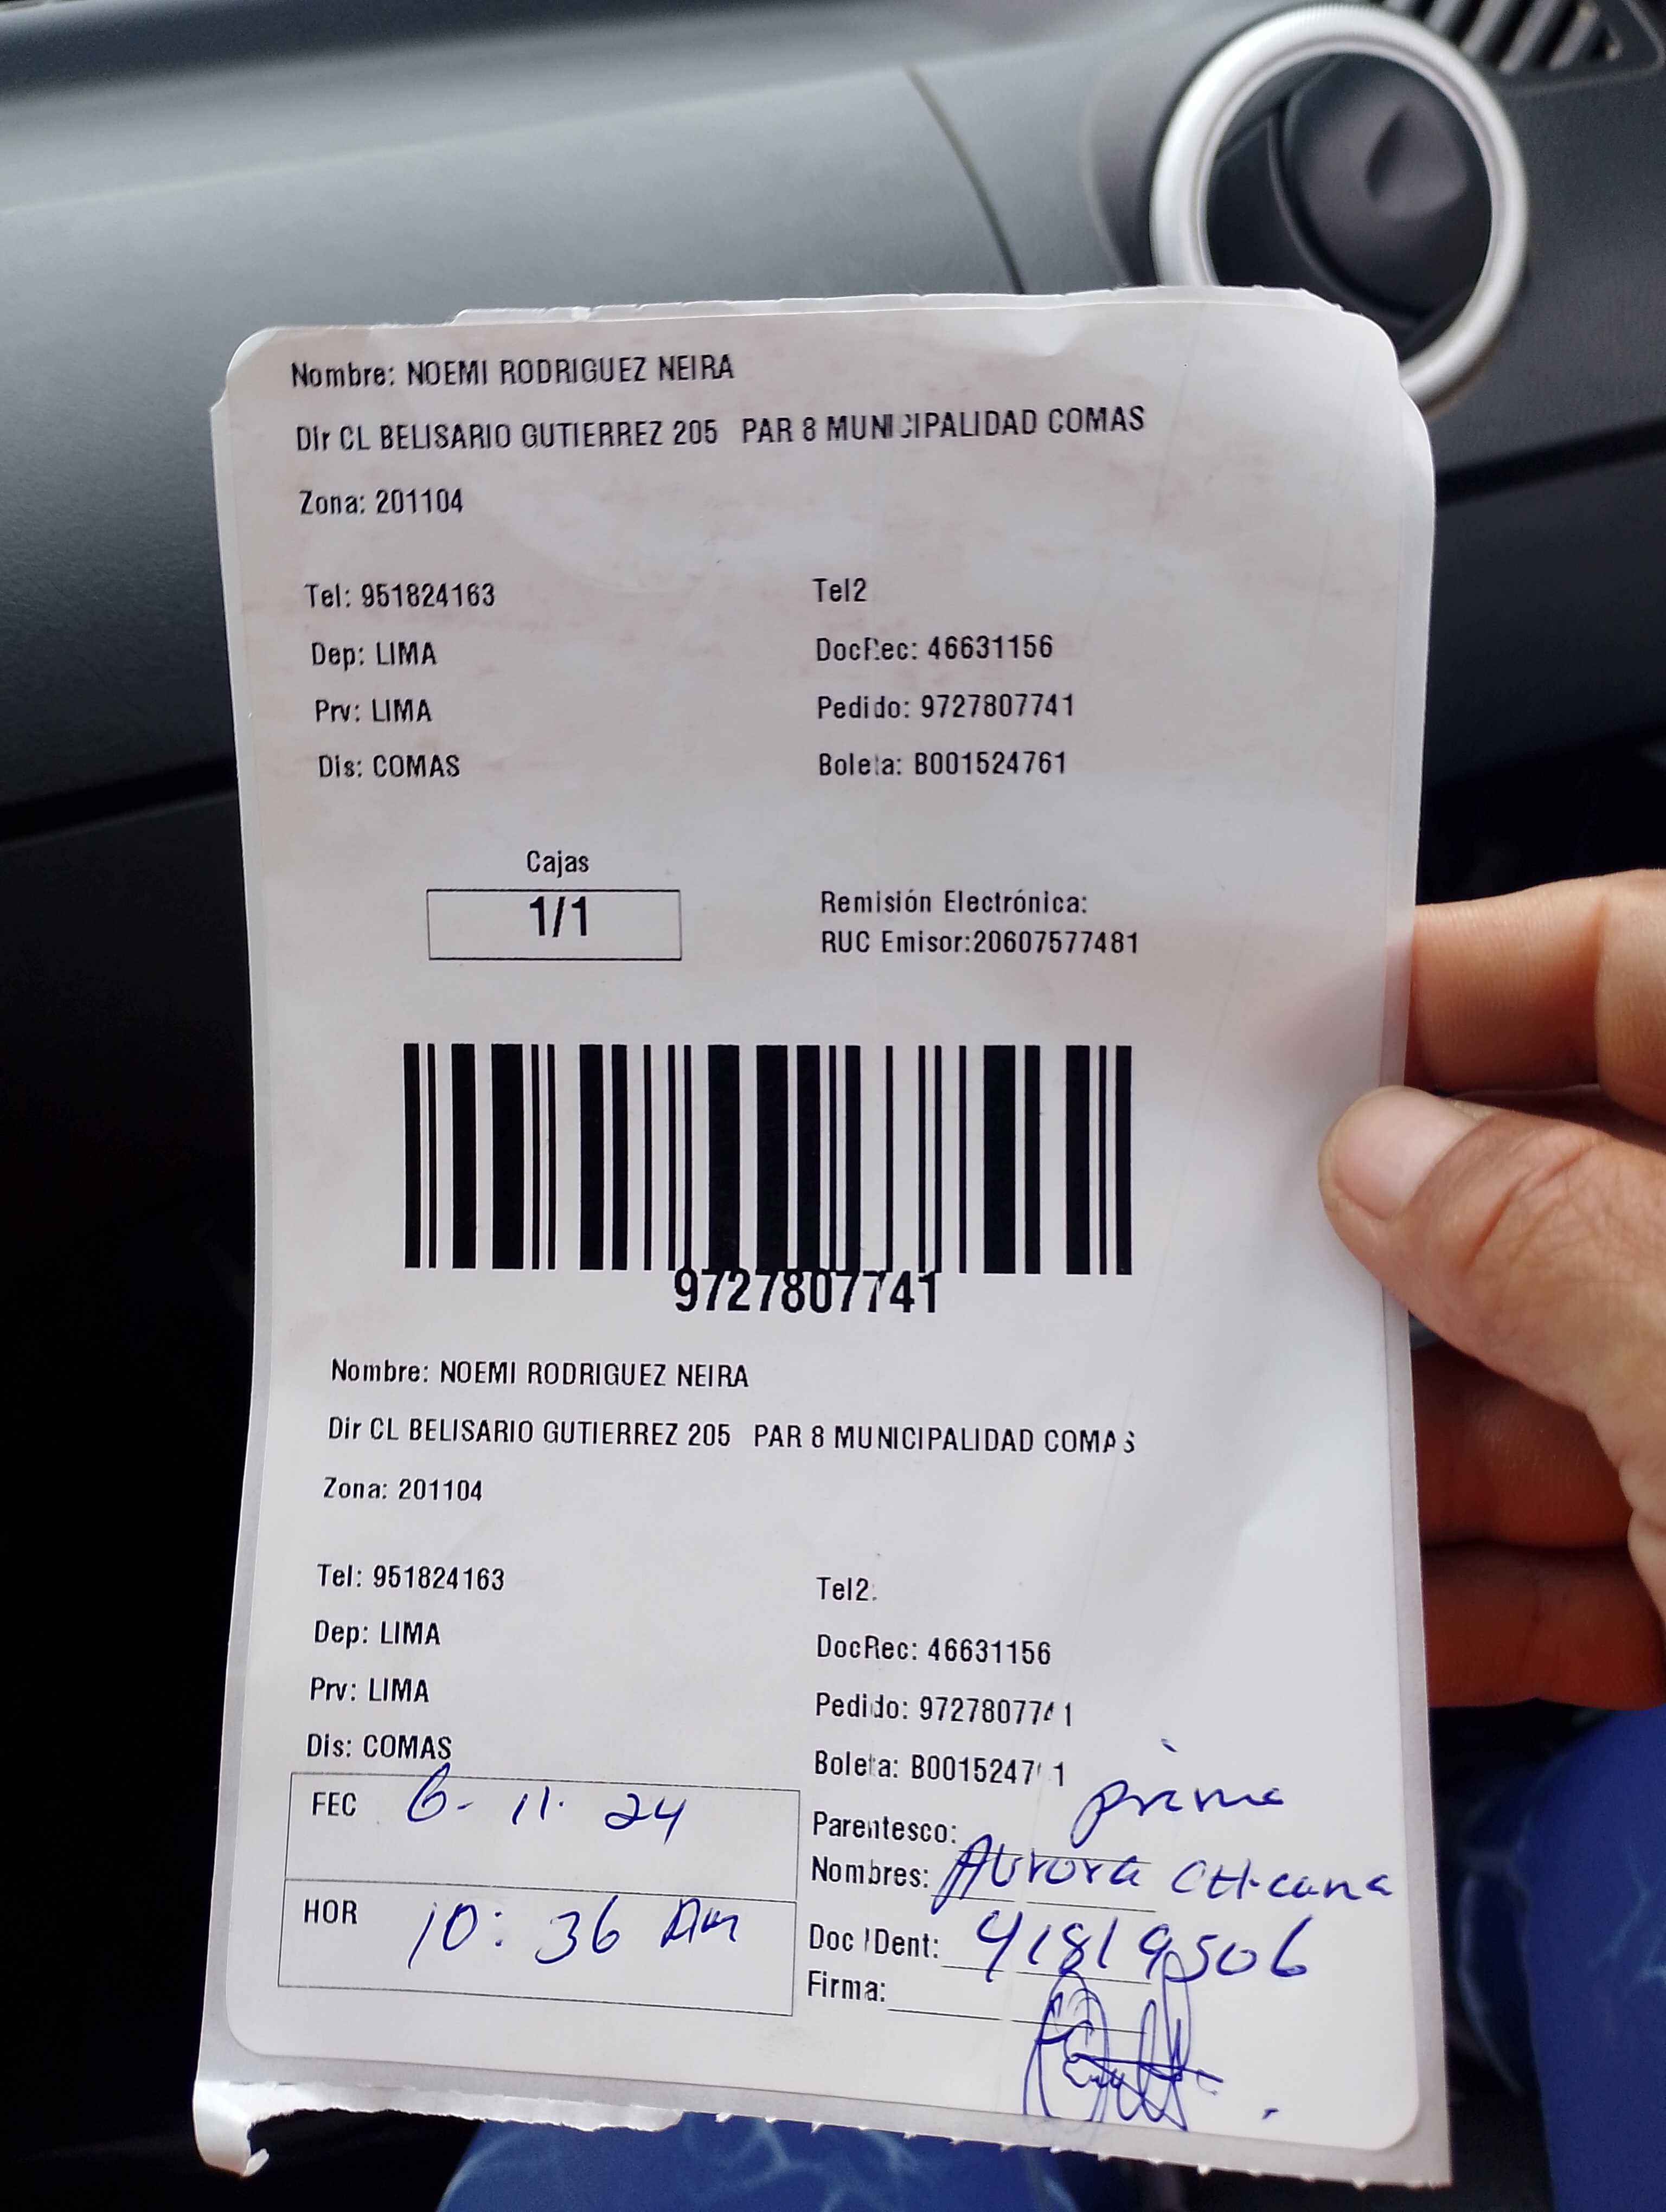 Nombre: NOEMI RODRIGUEZ NEIRA
Dir CL BELISARIO GUTIERREZ 205 PAR 8 MUNICIPALIDAD COMAS
Zona: 201104
Tel: 951824163 Tel2
Dep: LIMA DocRec: 46631156
Prv: LIMA Pedido: 9727807741
Dis: COMAS Boleta: B001524761
Cajas
1/1
Remisión Electrónica:
RUC Emisor:20607577481
9727807741
Nombre: NOEMI RODRIGUEZ NEIRA
Dir CL BELISARIO GUTIERREZ 205 PAR 8 MUNICIPALIDAD COMAS
Zona: 201104
Tel: 951824163 Tel2:
Dep: LIMA DocRec: 46631156
Prv: LIMA Pedido: 9727807741
Dis: COMAS Boleta: B001524761
FEC 6-11-24
HOR 10:36 Am
Parentesco: prima
Nombres: Aurora
Doc IDent: 41819506
Firma: